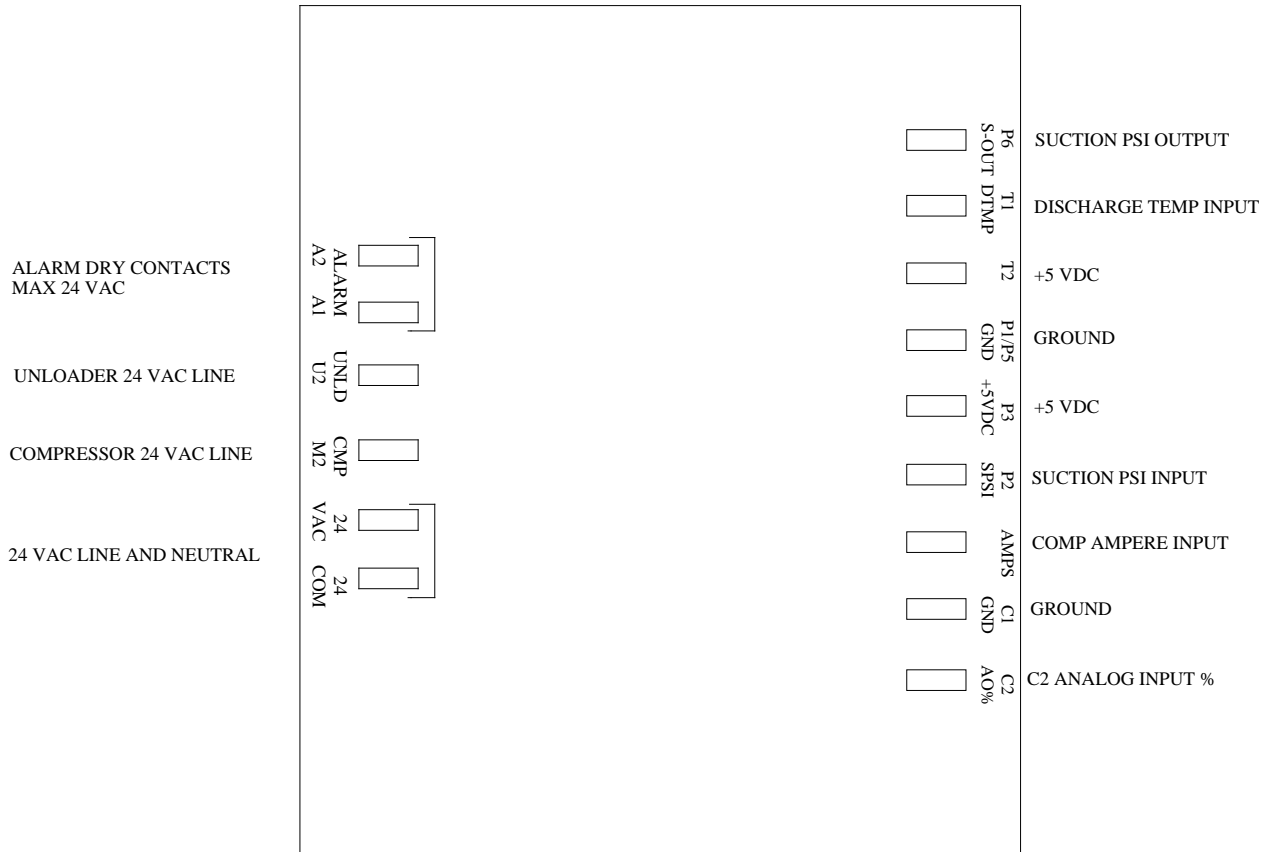 ALARM DRY CONTACTS
MAX 24 VAC
UNLOADER 24 VAC LINE
COMPRESSOR 24 VAC LINE
24 VAC LINE AND NEUTRAL
ALARM
A2
A1
UNLD
U2
CMP
M2
24
VAC
24
COM
P6
S-OUT
SUCTION PSI OUTPUT
T1
DTMP
DISCHARGE TEMP INPUT
T2
+5 VDC
P1/P5
GND
GROUND
P3
+5VDC
+5 VDC
P2
SPSI
SUCTION PSI INPUT
AMPS
COMP AMPERE INPUT
C1
GND
GROUND
C2
AO%
C2 ANALOG INPUT %